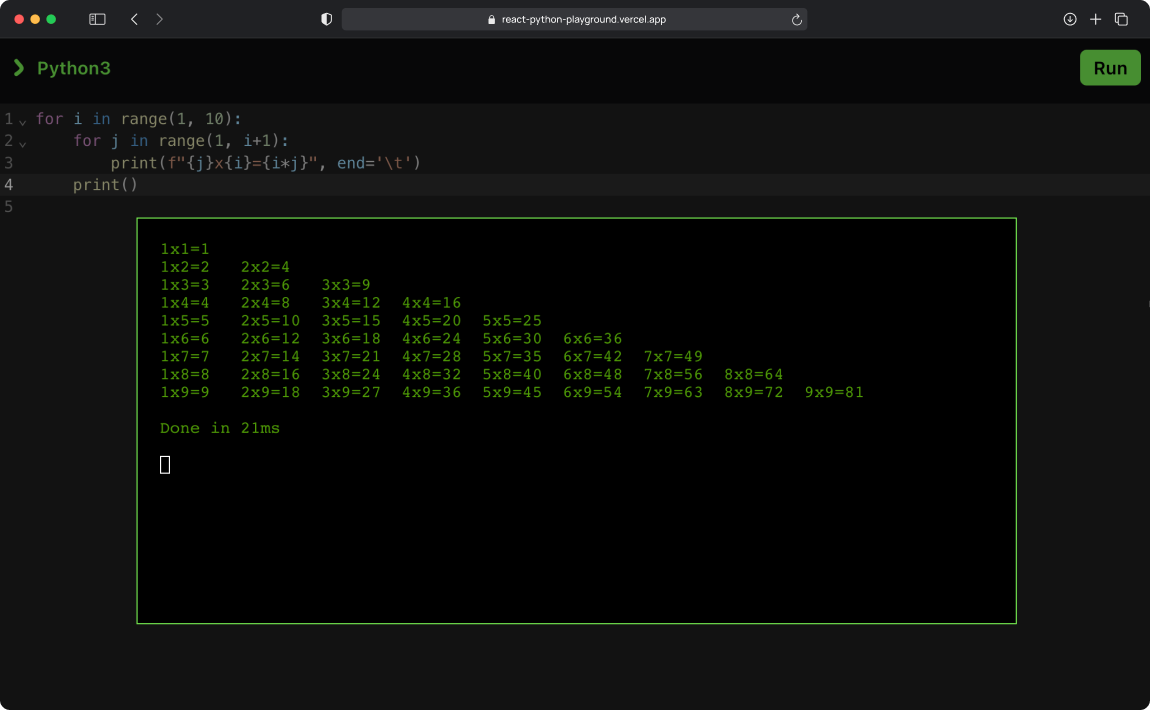 react-python-playground.vercel.app
Python3
Run
1 for i in range(1, 10):
2     for j in range(1, i+1):
3         print(f"{j}x{i}={i*j}", end='\t')
4     print()
5
1x1=1
1x2=2 2x2=4
1x3=3 2x3=6 3x3=9
1x4=4 2x4=8 3x4=12 4x4=16
1x5=5 2x5=10 3x5=15 4x5=20 5x5=25
1x6=6 2x6=12 3x6=18 4x6=24 5x6=30 6x6=36
1x7=7 2x7=14 3x7=21 4x7=28 5x7=35 6x7=42 7x7=49
1x8=8 2x8=16 3x8=24 4x8=32 5x8=40 6x8=48 7x8=56 8x8=64
1x9=9 2x9=18 3x9=27 4x9=36 5x9=45 6x9=54 7x9=63 8x9=72 9x9=81
Done in 21ms